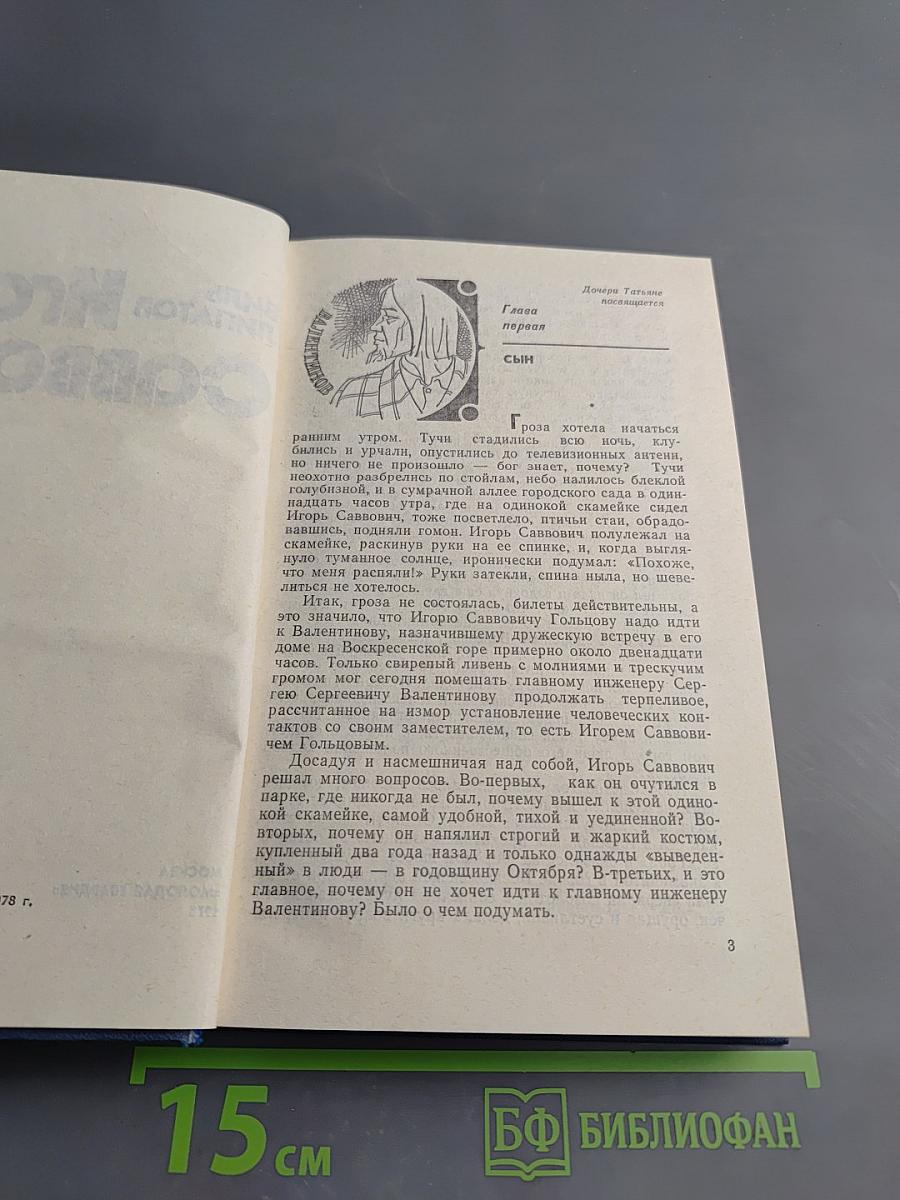 78 г.
ВАЛЕНТИНОВ
Дочери Татьяне
посвящается
Глава
первая
СЫН
Гроза хотела начаться
ранним утром. Тучи стадились всю ночь, клу-
бились и урчали, опустились до телевизионных антенн,
но ничего не произошло — бог знает, почему? Тучи
неохотно разбрелись по стойлам, небо налилось блеклой
голубизной, и в сумрачной аллее городского сада в один-
надцать часов утра, где на одинокой скамейке сидел
Игорь Саввович, тоже посветлело, птичьи стаи, обрадо-
вавшись, подняли гомон. Игорь Саввович полулежал на
скамейке, раскинув руки на ее спинке, и, когда выгля-
нуло туманное солнце, иронически подумал: «Похоже,
что меня распяли!» Руки затекли, спина ныла, но шеве-
литься не хотелось.
Итак, гроза не состоялась, билеты действительны, а
это значило, что Игорю Саввовичу Гольцову надо идти
к Валентинову, назначившему дружескую встречу в его
доме на Воскресенской горе примерно около двенадцати
часов. Только свирепый ливень с молниями и трескучим
громом мог сегодня помешать главному инженеру Сер-
гею Сергеевичу Валентинову продолжать терпеливое,
рассчитанное на измор установление человеческих кон-
тактов со своим заместителем, то есть Игорем Саввови-
чем Гольцовым.
Досадуя и насмешничая над собой, Игорь Саввович
решал много вопросов. Во-первых, как он очутился в
парке, где никогда не был, почему вышел к этой одино-
кой скамейке, самой удобной, тихой и уединенной? Во-
вторых, почему он напялил строгий и жаркий костюм,
купленный два года назад и только однажды «выведен-
ный» в люди — в годовщину Октября? В-третьих, и это
главное, почему он не хочет идти к главному инженеру
Валентинову? Было о чем подумать.
3
15 см
БФ БИБЛИОФАН